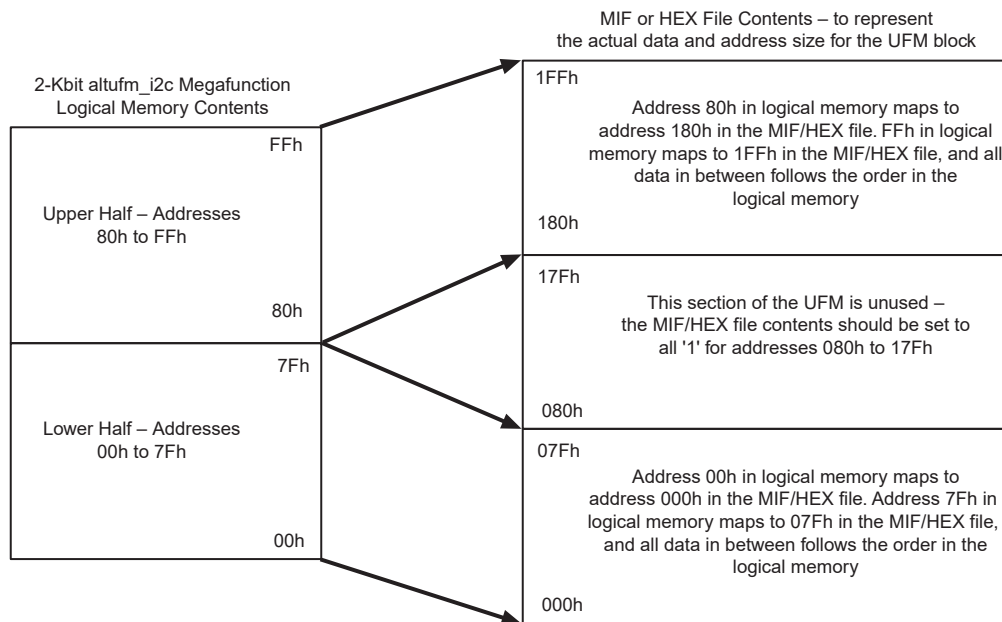 2-Kbit altufm_i2c Megafunction
Logical Memory Contents
FFh
Upper Half – Addresses
80h to FFh
80h
7Fh
Lower Half – Addresses
00h to 7Fh
00h
MIF or HEX File Contents – to represent
the actual data and address size for the UFM block
1FFh
Address 80h in logical memory maps to
address 180h in the MIF/HEX file. FFh in logical
memory maps to 1FFh in the MIF/HEX file, and all
data in between follows the order in the
logical memory
180h
17Fh
This section of the UFM is unused –
the MIF/HEX file contents should be set to
all '1' for addresses 080h to 17Fh
080h
07Fh
Address 00h in logical memory maps to
address 000h in the MIF/HEX file. Address 7Fh in
logical memory maps to 07Fh in the MIF/HEX file,
and all data in between follows the order in the
logical memory
000h